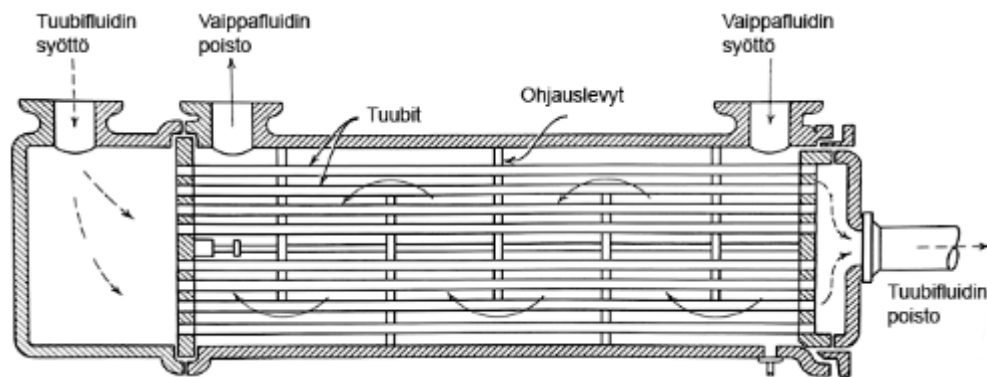 Tuubifluidin
syöttö
Vaippafluidin
poisto
Vaippafluidin
syöttö
Ohjauslevyt
Tuubit
Tuubifluidin
poisto